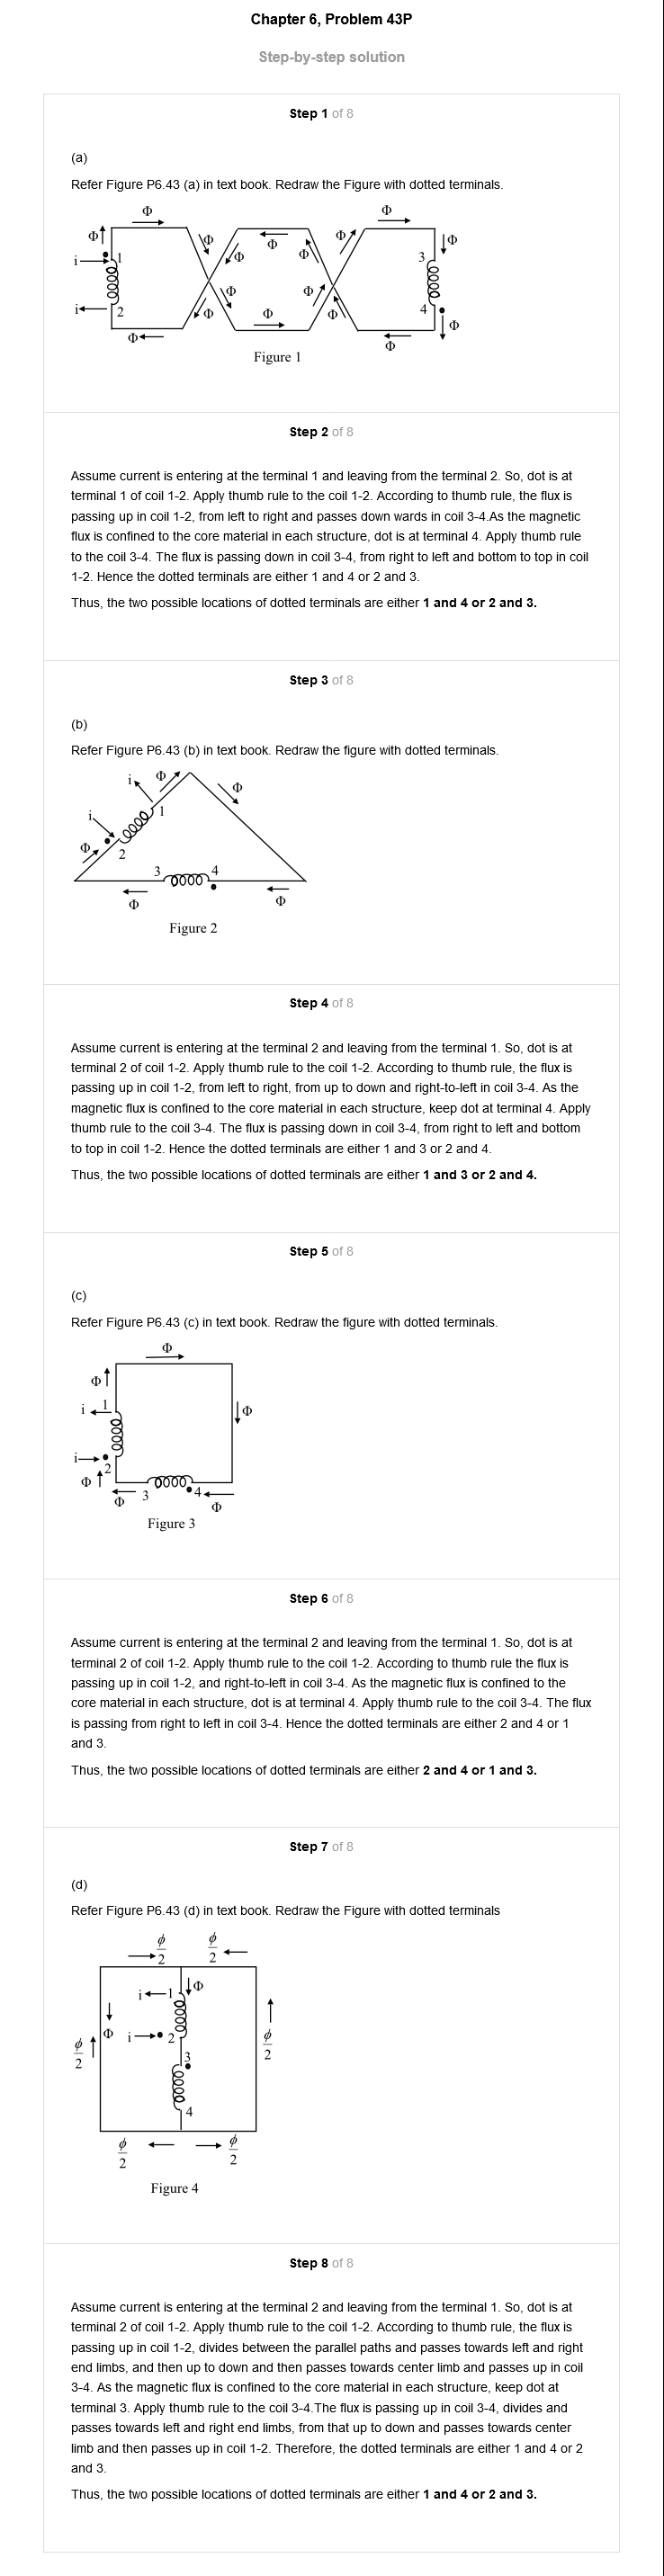 Chapter 6, Problem 43P
Step-by-step solution
Step 1 of 8
(a)
Refer Figure P6.43 (a) in text book. Redraw the Figure with dotted terminals.
Φ
Φ
Φ
Φ
Φ
Φ
Φ
Φ
Φ
i
1
3
Φ
Φ
i
2
Φ
Φ
Φ
4
Φ
Φ
Φ
Figure 1
Step 2 of 8
Assume current is entering at the terminal 1 and leaving from the terminal 2. So, dot is at
terminal 1 of coil 1-2. Apply thumb rule to the coil 1-2. According to thumb rule, the flux is
passing up in coil 1-2, from left to right and passes down wards in coil 3-4.As the magnetic
flux is confined to the core material in each structure, dot is at terminal 4. Apply thumb rule
to the coil 3-4. The flux is passing down in coil 3-4, from right to left and bottom to top in coil
1-2. Hence the dotted terminals are either 1 and 4 or 2 and 3.
Thus, the two possible locations of dotted terminals are either 1 and 4 or 2 and 3.
Step 3 of 8
(b)
Refer Figure P6.43 (b) in text book. Redraw the figure with dotted terminals.
i
Φ
Φ
i
1
Φ
2
3
4
Φ
Φ
Figure 2
Step 4 of 8
Assume current is entering at the terminal 2 and leaving from the terminal 1. So, dot is at
terminal 2 of coil 1-2. Apply thumb rule to the coil 1-2. According to thumb rule, the flux is
passing up in coil 1-2, from left to right, from up to down and right-to-left in coil 3-4. As the
magnetic flux is confined to the core material in each structure, keep dot at terminal 4. Apply
thumb rule to the coil 3-4. The flux is passing down in coil 3-4, from right to left and bottom
to top in coil 1-2. Hence the dotted terminals are either 1 and 3 or 2 and 4.
Thus, the two possible locations of dotted terminals are either 1 and 3 or 2 and 4.
Step 5 of 8
(c)
Refer Figure P6.43 (c) in text book. Redraw the figure with dotted terminals.
Φ
Φ
i
1
Φ
i
2
Φ
Φ
3
4
Φ
Figure 3
Step 6 of 8
Assume current is entering at the terminal 2 and leaving from the terminal 1. So, dot is at
terminal 2 of coil 1-2. Apply thumb rule to the coil 1-2. According to thumb rule the flux is
passing up in coil 1-2, and right-to-left in coil 3-4. As the magnetic flux is confined to the
core material in each structure, dot is at terminal 4. Apply thumb rule to the coil 3-4. The flux
is passing from right to left in coil 3-4. Hence the dotted terminals are either 2 and 4 or 1
and 3.
Thus, the two possible locations of dotted terminals are either 2 and 4 or 1 and 3.
Step 7 of 8
(d)
Refer Figure P6.43 (d) in text book. Redraw the Figure with dotted terminals
ϕ/2
ϕ/2
Φ
i
1
Φ
i
2
ϕ/2
ϕ/2
3
4
ϕ/2
ϕ/2
Figure 4
Step 8 of 8
Assume current is entering at the terminal 2 and leaving from the terminal 1. So, dot is at
terminal 2 of coil 1-2. Apply thumb rule to the coil 1-2. According to thumb rule, the flux is
passing up in coil 1-2, divides between the parallel paths and passes towards left and right
end limbs, and then up to down and then passes towards center limb and passes up in coil
3-4. As the magnetic flux is confined to the core material in each structure, keep dot at
terminal 3. Apply thumb rule to the coil 3-4.The flux is passing up in coil 3-4, divides and
passes towards left and right end limbs, from that up to down and passes towards center
limb and then passes up in coil 1-2. Therefore, the dotted terminals are either 1 and 4 or 2
and 3.
Thus, the two possible locations of dotted terminals are either 1 and 4 or 2 and 3.